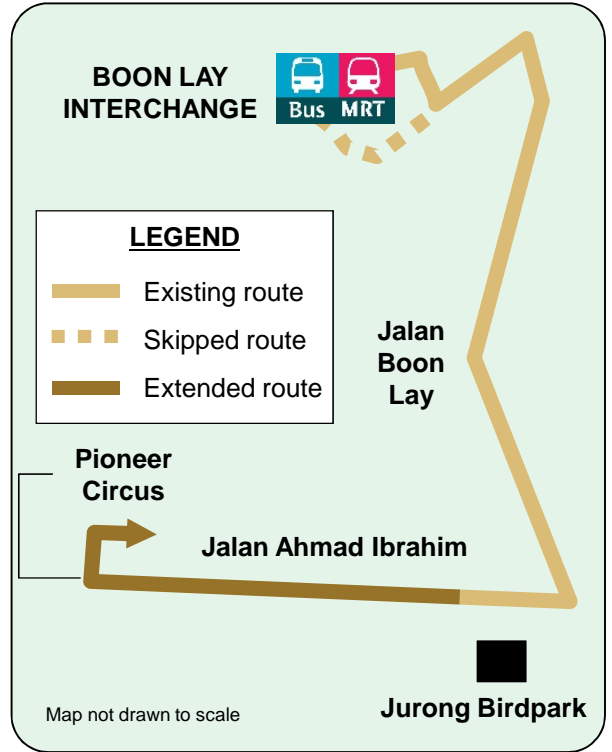 BOON LAY
INTERCHANGE
Bus MRT
LEGEND
Existing route
Skipped route
Extended route
Jalan
Boon
Lay
Pioneer
Circus
Jalan Ahmad Ibrahim
Jurong Birdpark
Map not drawn to scale